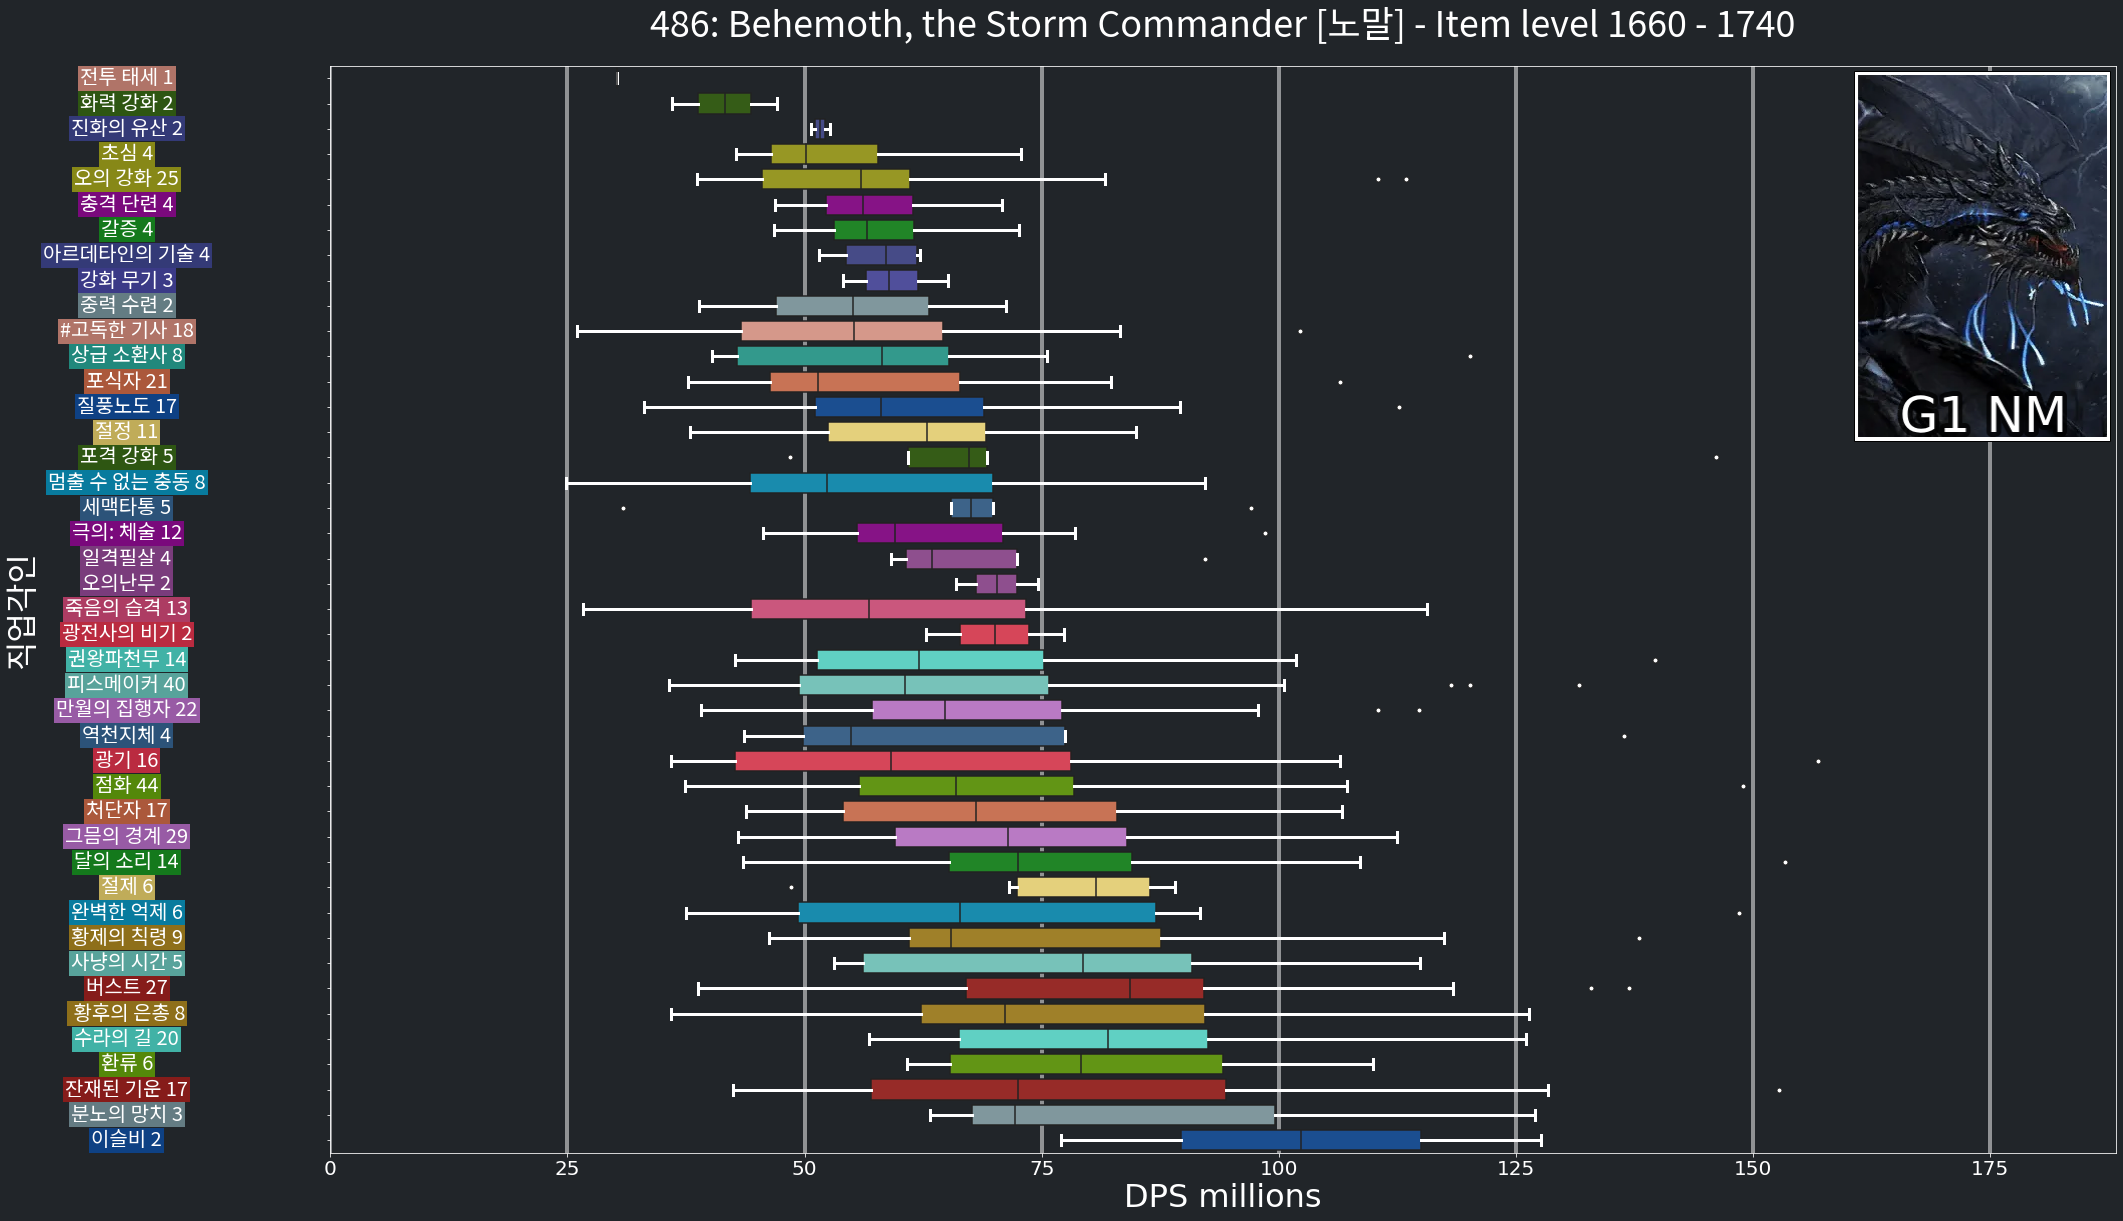 486: Behemoth, the Storm Commander [노말] - Item level 1660 - 1740
전투 태세 1
화력 강화 2
진화의 유산 2
초심 4
오의 강화 25
충격 단련 4
갈증 4
아르데타인의 기술 4
강화 무기 3
중력 수련 2
#고독한 기사 18
상급 소환사 8
포식자 21
질풍노도 17
절정 11
포격 강화 5
멈출 수 없는 충동 8
세맥타통 5
극의: 체술 12
일격필살 4
오의난무 2
죽음의 습격 13
광전사의 비기 2
권왕파천무 14
피스메이커 40
만월의 집행자 22
역천지체 4
광기 16
점화 44
처단자 17
그믐의 경계 29
달의 소리 14
절제 6
완벽한 억제 6
황제의 칙령 9
사냥의 시간 5
버스트 27
황후의 은총 8
수라의 길 20
환류 6
잔재된 기운 17
분노의 망치 3
이슬비 2
직업각인
G1 NM
0 25 50 75 100 125 150 175
DPS millions